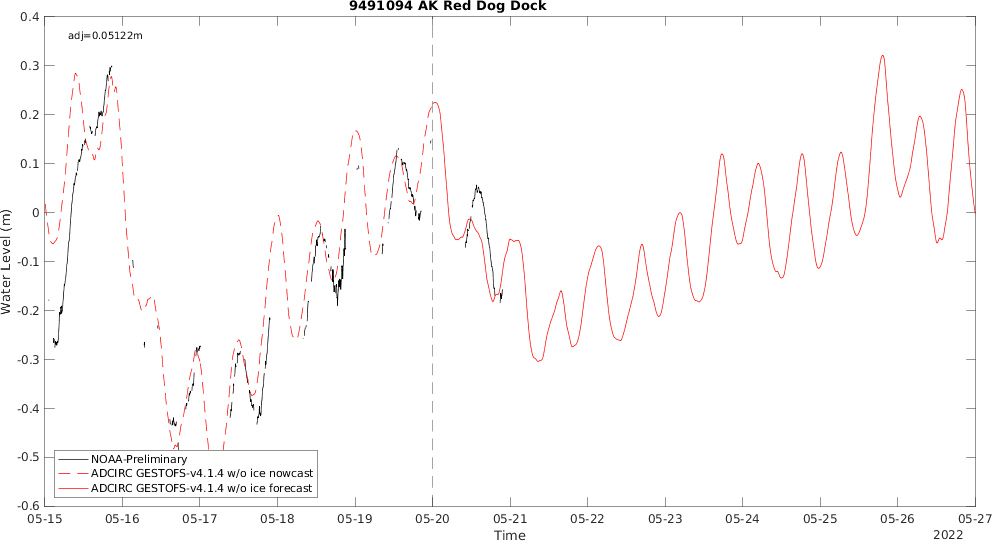 9491094 AK Red Dog Dock
adj=0.05122m
0.4
0.3
0.2
0.1
0
-0.1
-0.2
-0.3
-0.4
-0.5
-0.6
Water Level (m)
NOAA-Preliminary
ADCIRC GESTOFS-v4.1.4 w/o ice nowcast
ADCIRC GESTOFS-v4.1.4 w/o ice forecast
05-15 05-16 05-17 05-18 05-19 05-20 05-21 05-22 05-23 05-24 05-25 05-26 05-27
Time
2022